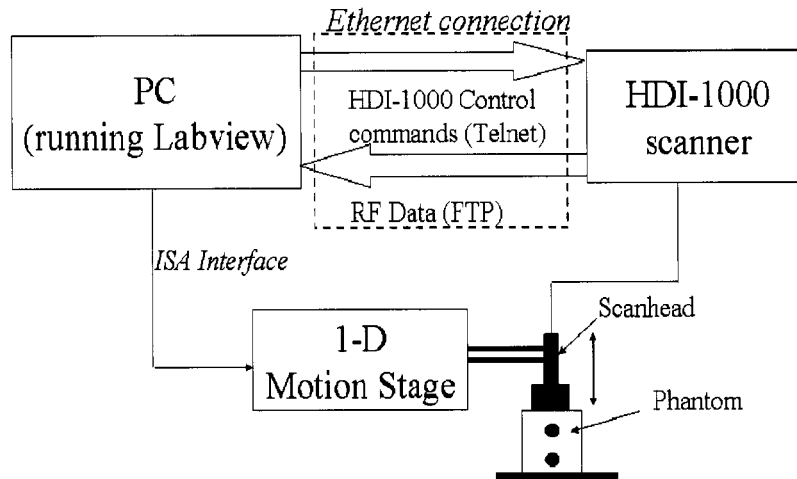 Ethernet connection
PC
(running Labview)
HDI-1000 Control
commands (Telnet)
HDI-1000
scanner
RF Data (FTP)
ISA Interface
1-D
Motion Stage
Scanhead
Phantom